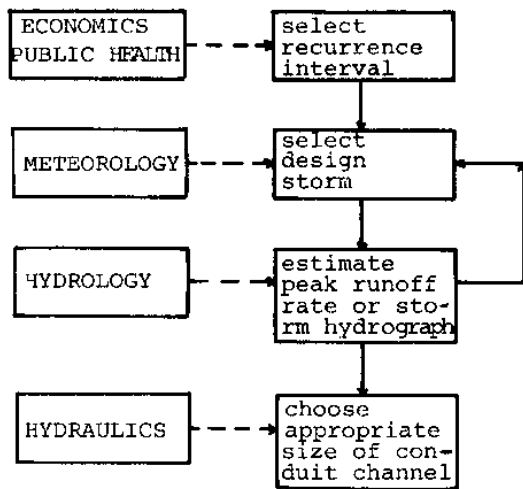 ECONOMICS
PUBLIC HEALTH
select
recurrence
interval
METEOROLOGY
select
design
storm
HYDROLOGY
estimate
peak runoff
rate or sto-
rm hydrograph
HYDRAULICS
choose
appropriate
size of con-
duit channel